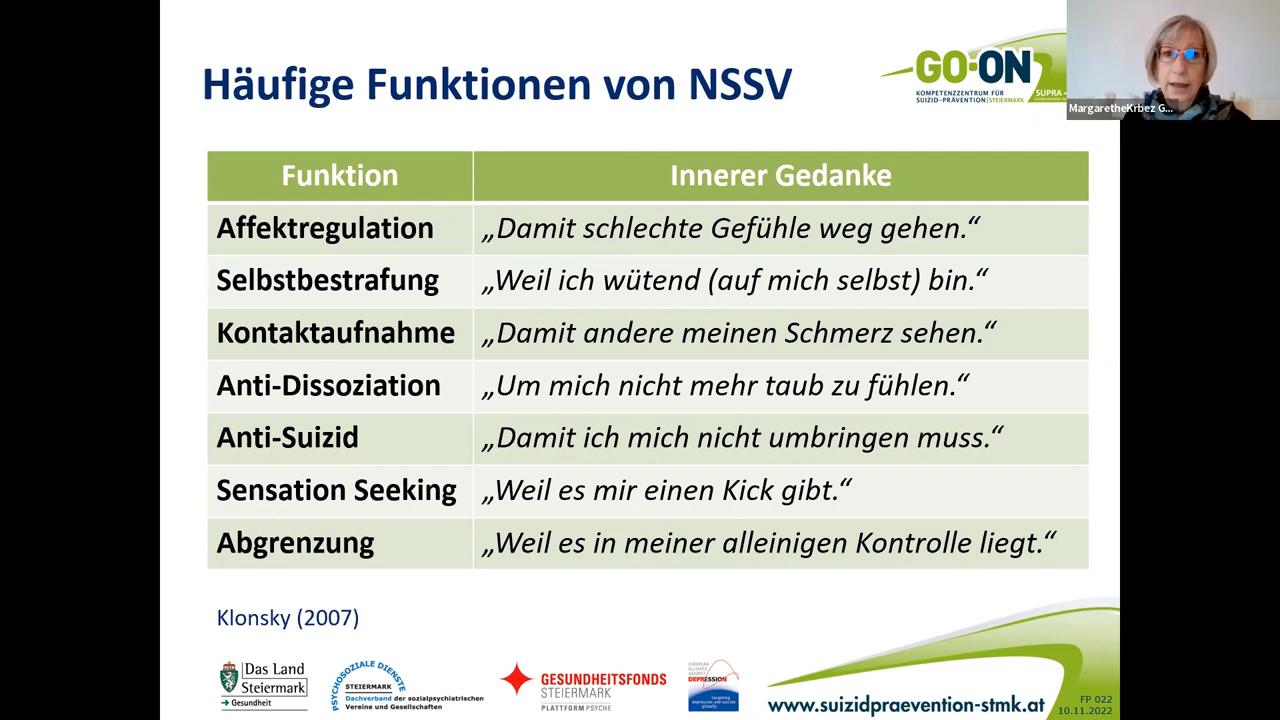 Häufige Funktionen von NSSV
GO-ON
KOMPETENZZENTRUM FÜR
SUIZID-PRÄVENTION | STEIERMARK
SUPRA -
MargaretheKrbez G...
Funktion Innerer Gedanke
Affektregulation „Damit schlechte Gefühle weg gehen.“
Selbstbestrafung „Weil ich wütend (auf mich selbst) bin.“
Kontaktaufnahme „Damit andere meinen Schmerz sehen.“
Anti-Dissoziation „Um mich nicht mehr taub zu fühlen.“
Anti-Suizid „Damit ich mich nicht umbringen muss.“
Sensation Seeking „Weil es mir einen Kick gibt.“
Abgrenzung „Weil es in meiner alleinigen Kontrolle liegt.“
Klonsky (2007)
Das Land
Steiermark
➔ Gesundheit
PSYCHOSOZIALE DIENSTE
STEIERMARK
Dachverband der sozialpsychiatrischen
Vereine und Gesellschaften
GESUNDHEITSFONDS
STEIERMARK
PLATTFORM PSYCHE
EUROPEAN
ALLIANCE
AGAINST
DEPRESSION
targeting
depression and suicide
globally
www.suizidpraevention-stmk.at
FP 022
10.11.2022